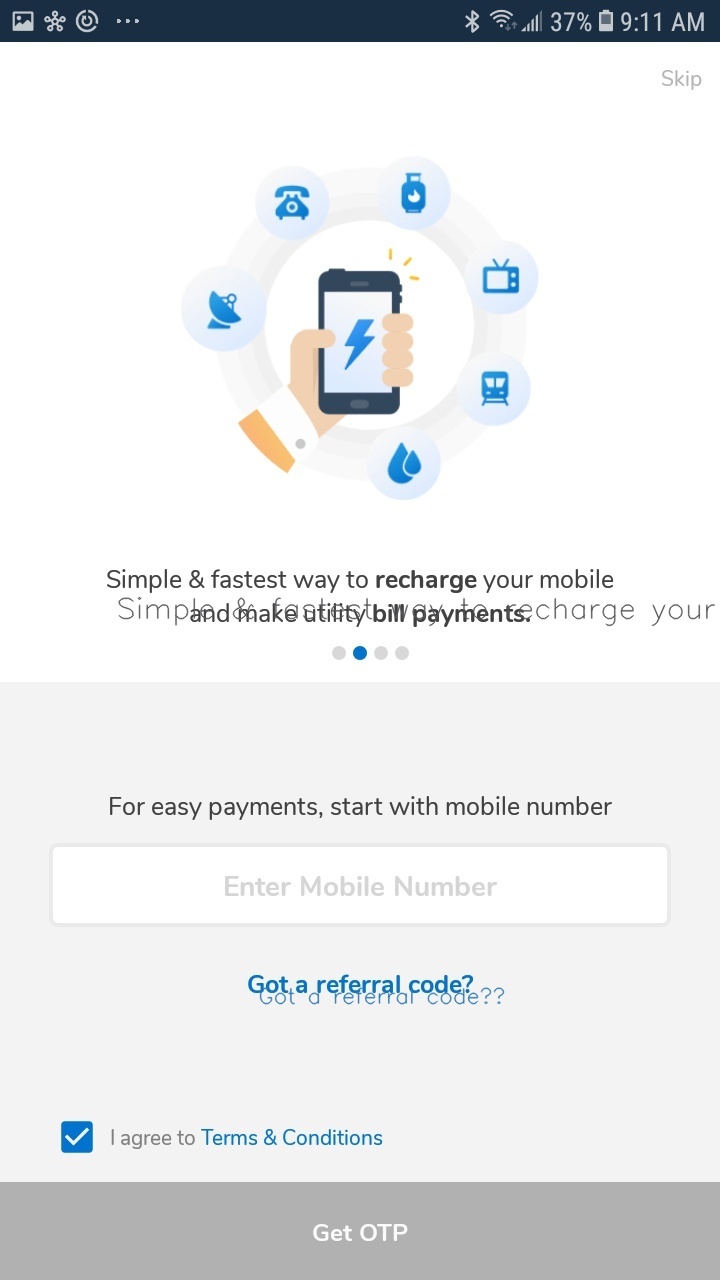 37% 9:11 AM
Skip
Simple & fastest way to recharge your mobile
and make utility bill payments.
Simple & fastest way to recharge your
For easy payments, start with mobile number
Enter Mobile Number
Got a referral code?
Got a referral code??
I agree to Terms & Conditions
Get OTP